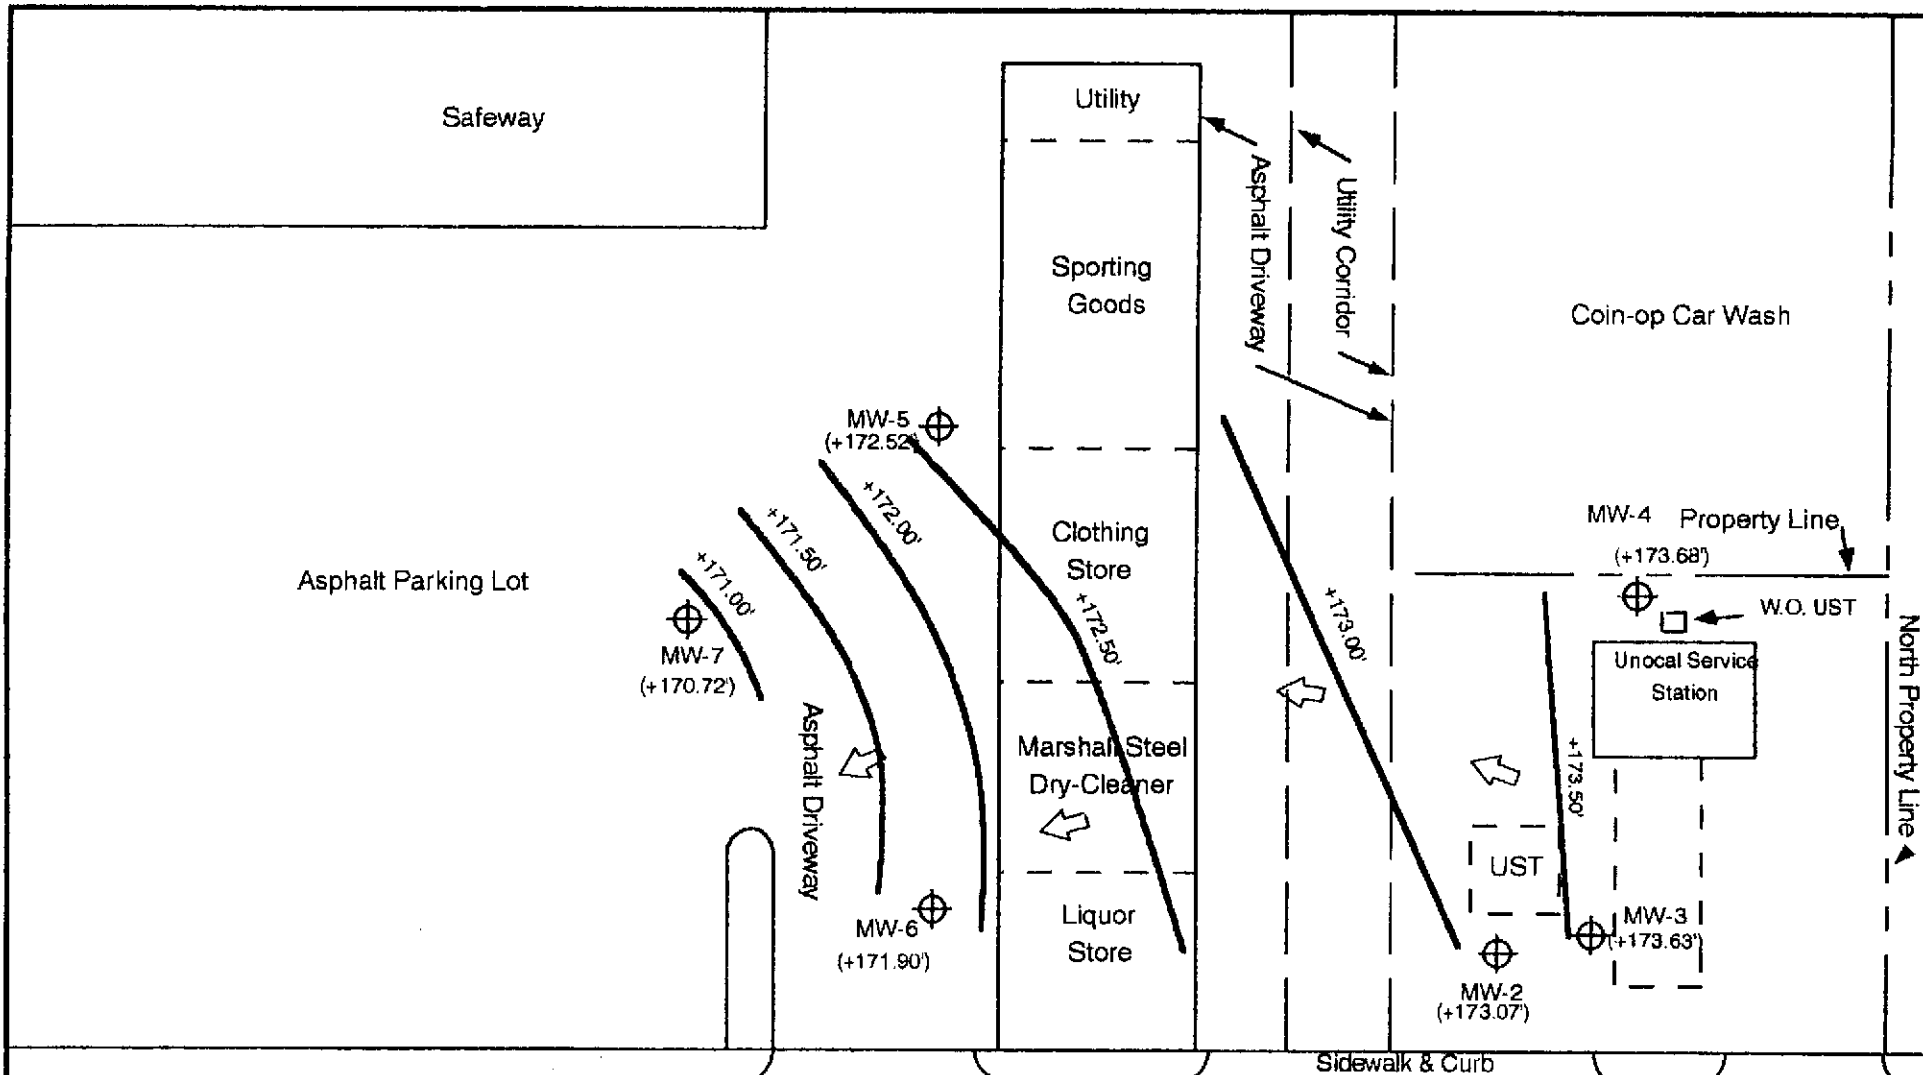 Safeway
Utility
Asphalt Driveway
Utility Corridor
Sporting
Goods
Coin-op Car Wash
MW-5
(+172.52')
+172.00'
+171.50'
+171.00'
Clothing
Store
+172.50'
+173.00'
MW-4
Property Line
(+173.68')
W.O. UST
Asphalt Parking Lot
MW-7
(+170.72')
Unocal Service
Station
North Property Line
Asphalt Driveway
Marshall Steel
Dry-Cleaner
+173.50'
UST
Liquor
Store
MW-6
(+171.90')
MW-3
(+173.63')
MW-2
(+173.07')
Sidewalk & Curb